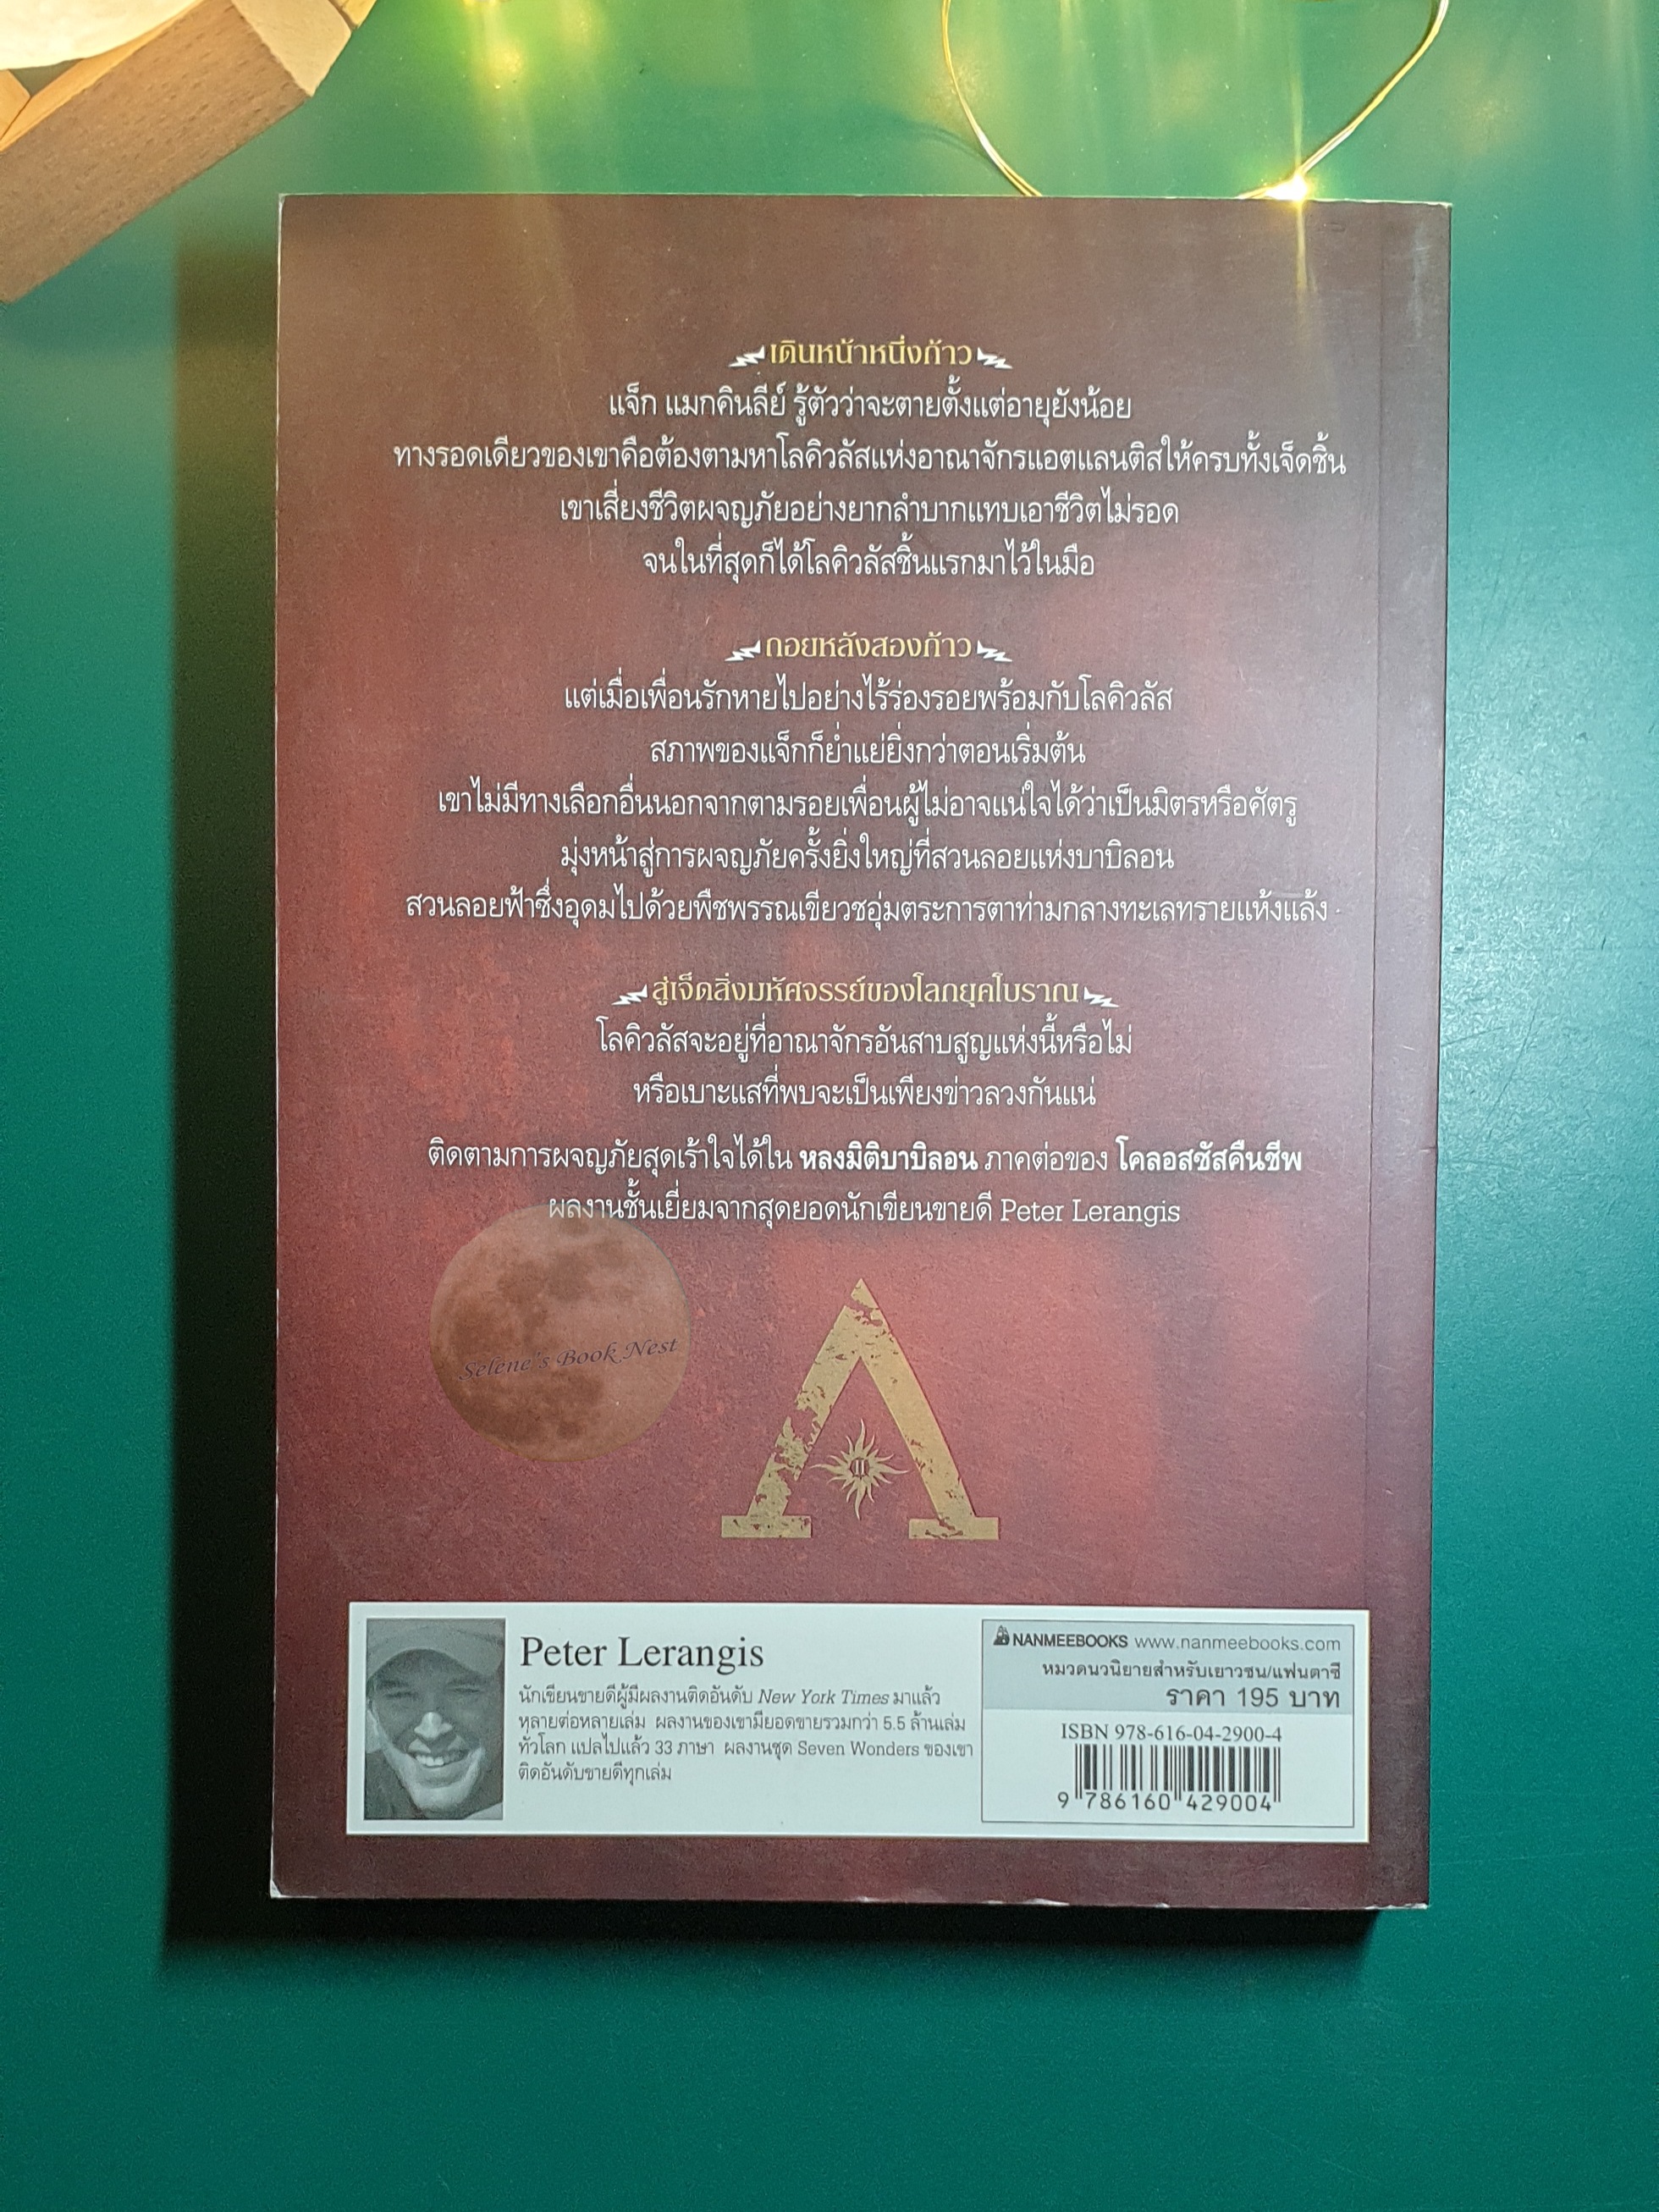 เดินหน้าหนึ่งก้าว
แจ็ก แมกคินลีย์ รู้ตัวว่าจะตายตั้งแต่อายุยังน้อย
ทางรอดเดียวของเขาคือต้องตามหาโลคิวลัสแห่งอาณาจักรแอตแลนติสให้ครบทั้งเจ็ดชิ้น
เขาเสี่ยงชีวิตผจญภัยอย่างยากลำบากแทบเอาชีวิตไม่รอด
จนในที่สุดก็ได้โลคิวลัสชิ้นแรกมาไว้ในมือ
ถอยหลังสองก้าว
แต่เมื่อเพื่อนรักหายไปอย่างไร้ร่องรอยพร้อมกับโลคิวลัส
สภาพของแจ็กก็ย่ำแย่ยิ่งกว่าตอนเริ่มต้น
เขาไม่มีทางเลือกอื่นนอกจากตามรอยเพื่อนผู้ไม่อาจแน่ใจได้ว่าเป็นมิตรหรือศัตรู
มุ่งหน้าสู่การผจญภัยครั้งยิ่งใหญ่ที่สวนลอยแห่งบาบิลอน
สวนลอยฟ้าซึ่งอุดมไปด้วยพืชพรรณเขียวชอุ่มตระการตาท่ามกลางทะเลทรายแห้งแล้ง
สู่เจ็ดสิ่งมหัศจรรย์ของโลกยุคโบราณ
โลคิวลัสจะอยู่ที่อาณาจักรอันสาบสูญแห่งนี้หรือไม่
หรือเบาะแสที่พบจะเป็นเพียงข่าวลวงกันแน่
ติดตามการผจญภัยสุดเร้าใจได้ใน หลงมิติบาบิลอน ภาคต่อของ โคลอสซัสคืนชีพ
ผลงานชั้นเยี่ยมจากสุดยอดนักเขียนขายดี Peter Lerangis
Selene's Book Nest
II
Peter Lerangis
นักเขียนขายดีผู้มีผลงานติดอันดับ New York Times มาแล้ว
หลายต่อหลายเล่ม ผลงานของเขามียอดขายรวมกว่า 5.5 ล้านเล่ม
ทั่วโลก แปลไปแล้ว 33 ภาษา ผลงานชุด Seven Wonders ของเขา
ติดอันดับขายดีทุกเล่ม
NANMEEBOOKS www.nanmeebooks.com
หมวดนวนิยายสำหรับเยาวชน/แฟนตาซี
ราคา 195 บาท
ISBN 978-616-04-2900-4
9 786160 429004